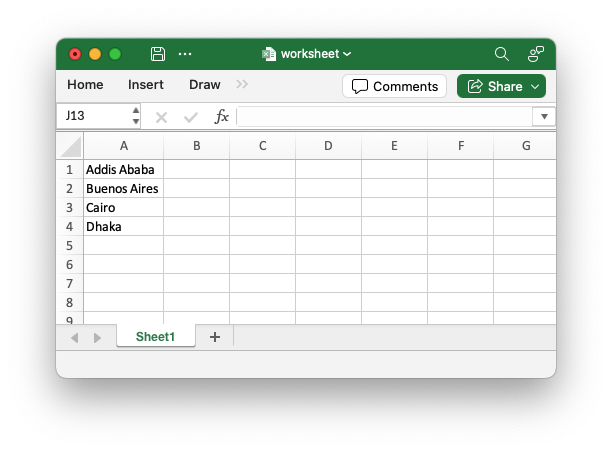 worksheet
Home Insert Draw Comments Share
J13 fx
A B C D E F G
1 Addis Ababa
2 Buenos Aires
3 Cairo
4 Dhaka
5
6
7
8
9
Sheet1 +